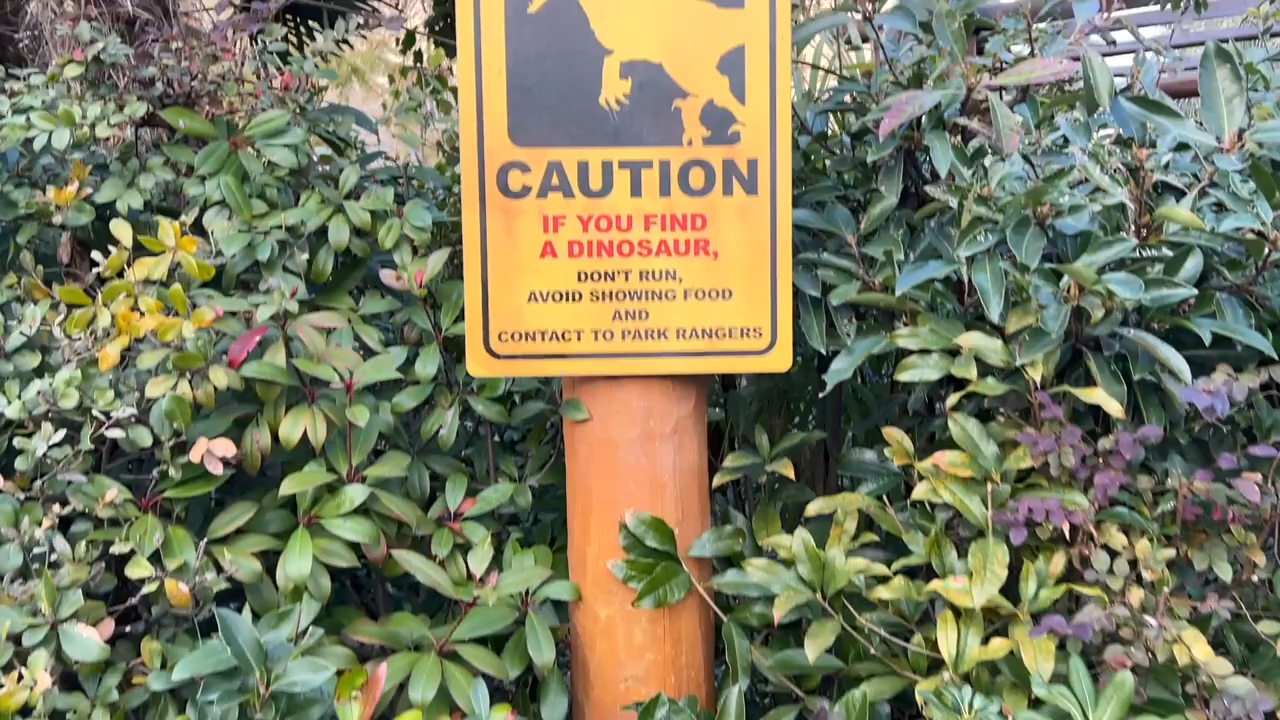 CAUTION
IF YOU FIND
A DINOSAUR,
DON'T RUN,
AVOID SHOWING FOOD
AND
CONTACT TO PARK RANGERS